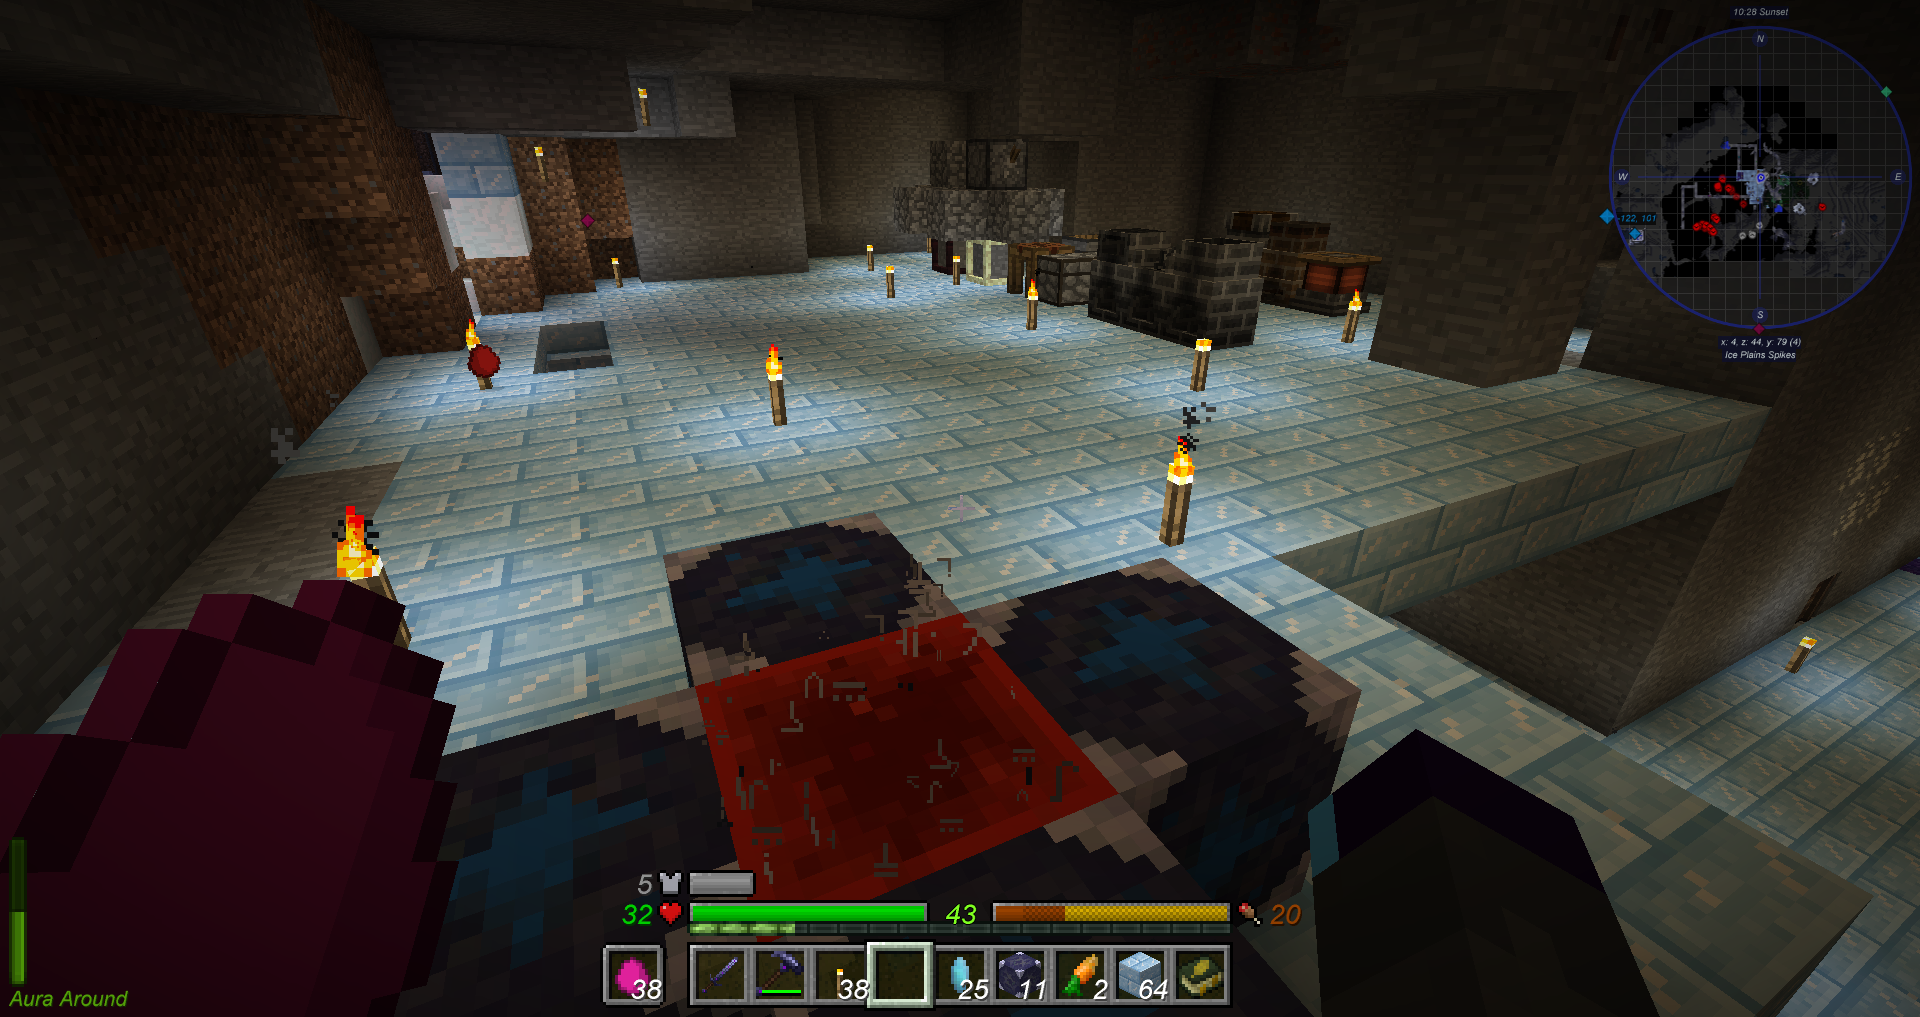 10:28 Sunset
N
W
E
-122, 101
S
x: 4, z: 44, y: 79 (4)
Ice Plains Spikes
5
32
43
20
38
38
25
11
2
64
Aura Around